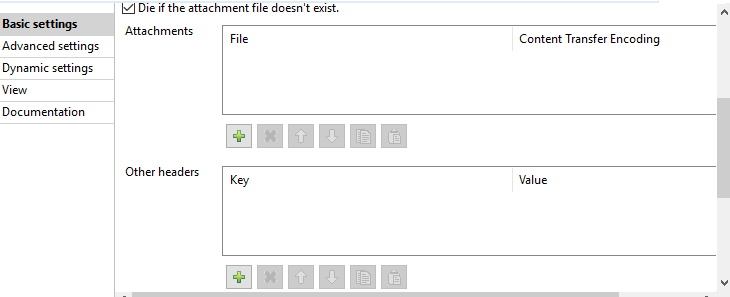 Die if the attachment file doesn't exist.
Basic settings
Advanced settings
Dynamic settings
View
Documentation
Attachments
File Content Transfer Encoding
Other headers
Key Value